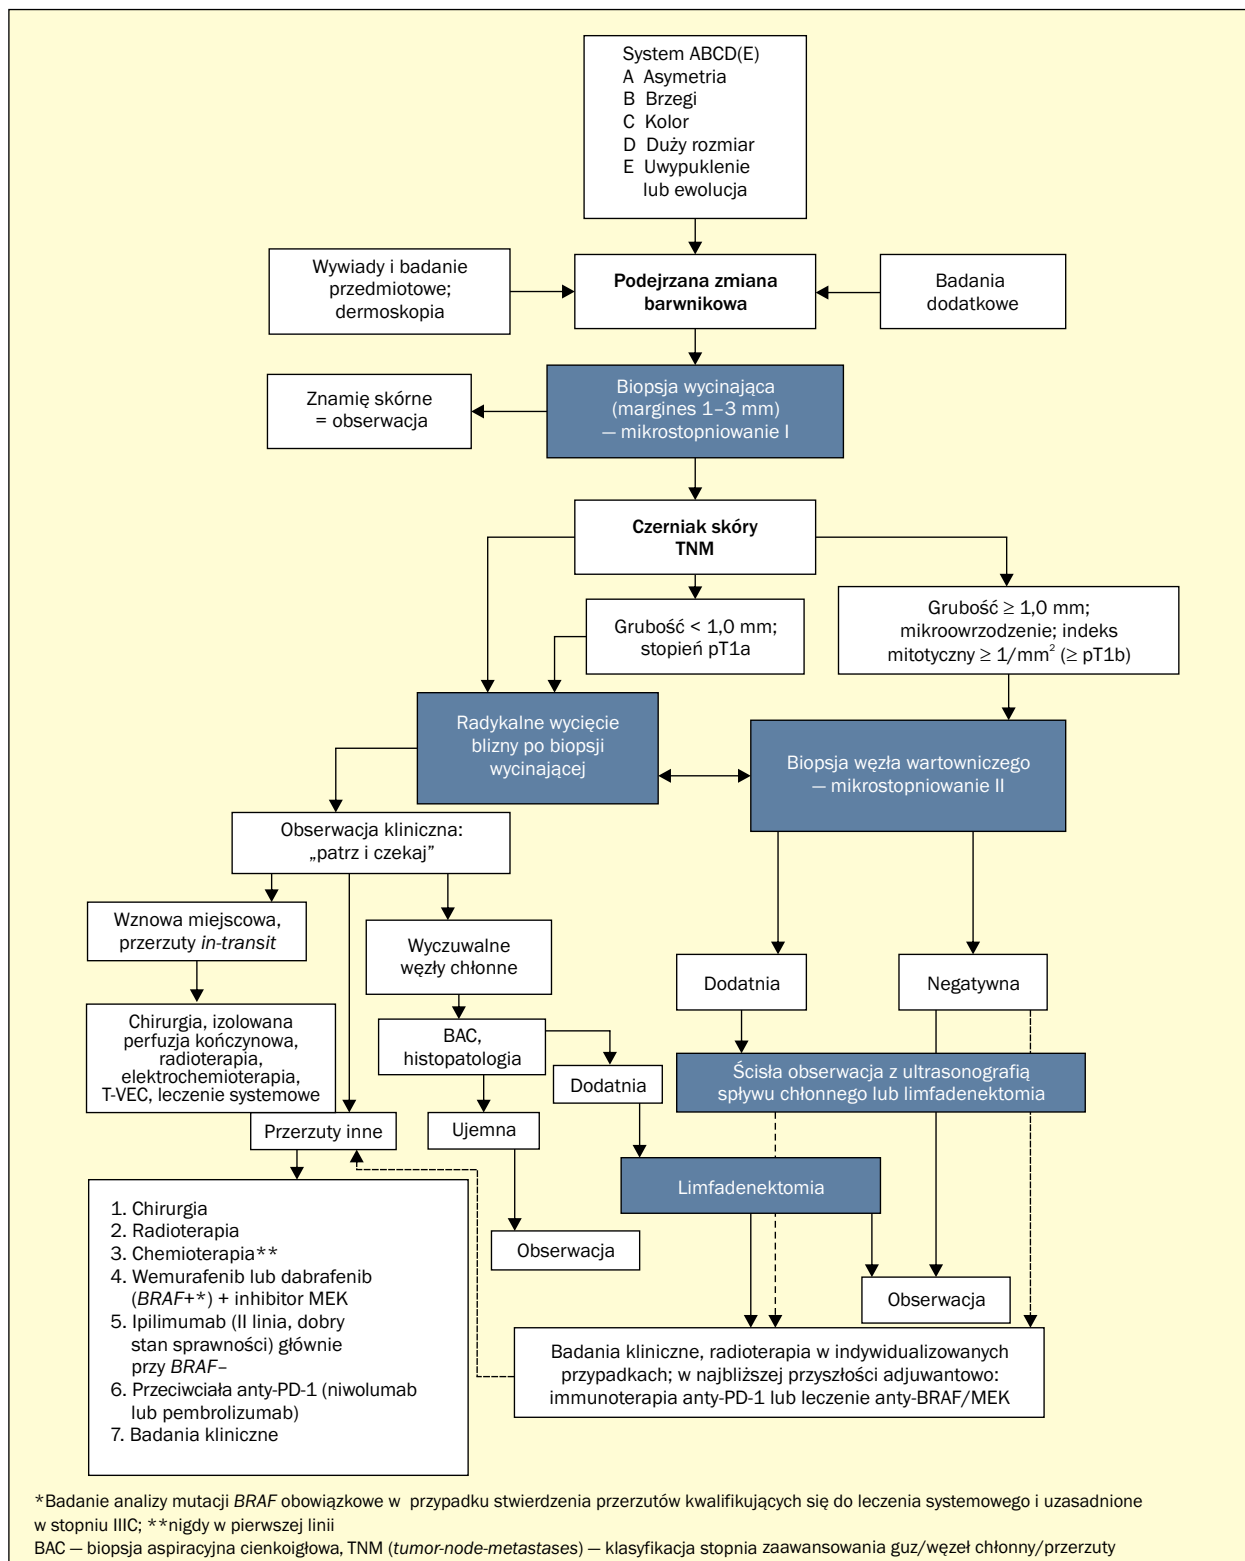 System ABCD(E)
A Asymetria
B Brzegi
C Kolor
D Duży rozmiar
E Uwypuklenie
lub ewolucja
Wywiady i badanie
przedmiotowe;
dermoskopia
Podejrzana zmiana
barwnikowa
Badania
dodatkowe
Znamię skórne
= obserwacja
Biopsja wycinająca
(margines 1–3 mm)
— mikrostopniowanie I
Czerniak skóry
TNM
Grubość < 1,0 mm;
stopień pT1a
Grubość ≥ 1,0 mm;
mikroowrzodzenie; indeks
mitotyczny ≥ 1/mm² (≥ pT1b)
Radykalne wycięcie
blizny po biopsji
wycinającej
Biopsja węzła wartowniczego
— mikrostopniowanie II
Obserwacja kliniczna:
„patrz i czekaj”
Wznowa miejscowa,
przerzuty in-transit
Wyczuwalne
węzły chłonne
Dodatnia
Negatywna
Chirurgia, izolowana
perfuzja kończynowa,
radioterapia,
elektrochemioterapia,
T-VEC, leczenie systemowe
BAC,
histopatologia
Dodatnia
Ścisła obserwacja z ultrasonografią
spływu chłonnego lub limfadenektomia
Przerzuty inne
Ujemna
Limfadenektomia
1. Chirurgia
2. Radioterapia
3. Chemioterapia**
4. Wemurafenib lub dabrafenib
(BRAF+*) + inhibitor MEK
5. Ipilimumab (II linia, dobry
stan sprawności) głównie
przy BRAF–
6. Przeciwciała anty-PD-1 (niwolumab
lub pembrolizumab)
7. Badania kliniczne
Obserwacja
Obserwacja
Badania kliniczne, radioterapia w indywidualizowanych
przypadkach; w najbliższej przyszłości adjuwantowo:
immunoterapia anty-PD-1 lub leczenie anty-BRAF/MEK
*Badanie analizy mutacji BRAF obowiązkowe w przypadku stwierdzenia przerzutów kwalifikujących się do leczenia systemowego i uzasadnione
w stopniu IIIC; **nigdy w pierwszej linii
BAC — biopsja aspiracyjna cienkoigłowa, TNM (tumor-node-metastases) — klasyfikacja stopnia zaawansowania guz/węzeł chłonny/przerzuty